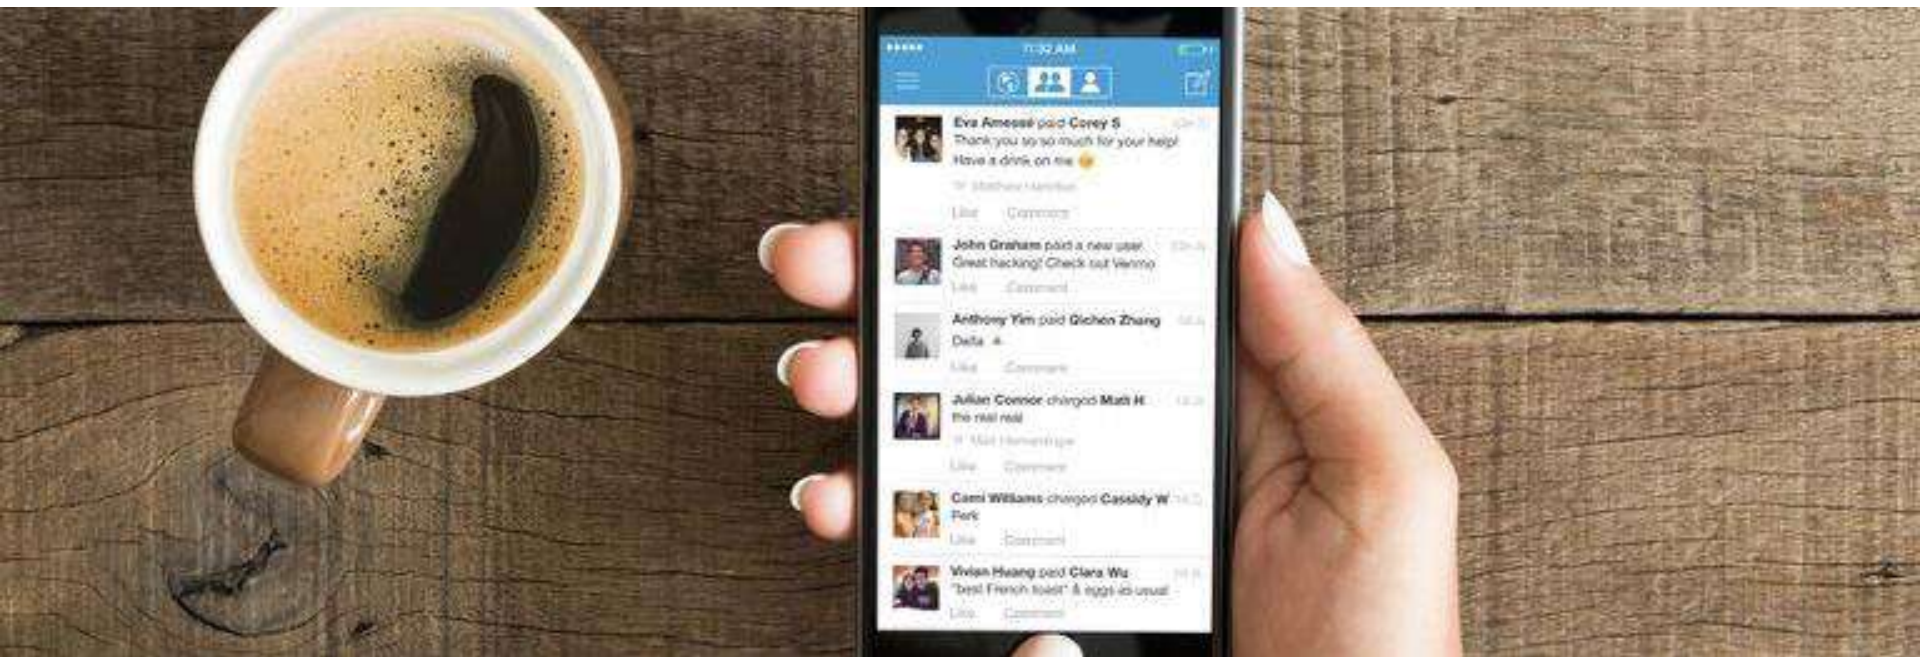 11:32 AM
Eva Amessé paid Corey S
Thank you so so much for your help!
Have a drink on me
Like Comment
John Graham paid a new user
Great hacking! Check out Venmo
Like Comment
Anthony Yim paid Qichen Zhang
Delta
Like Comment
Julian Connor charged Matt H
the real real
Like Comment
Cami Williams charged Cassidy W
Perk
Like Comment
Vivian Huang paid Clara Wu
"best French toast" & eggs as usual
Like Comment